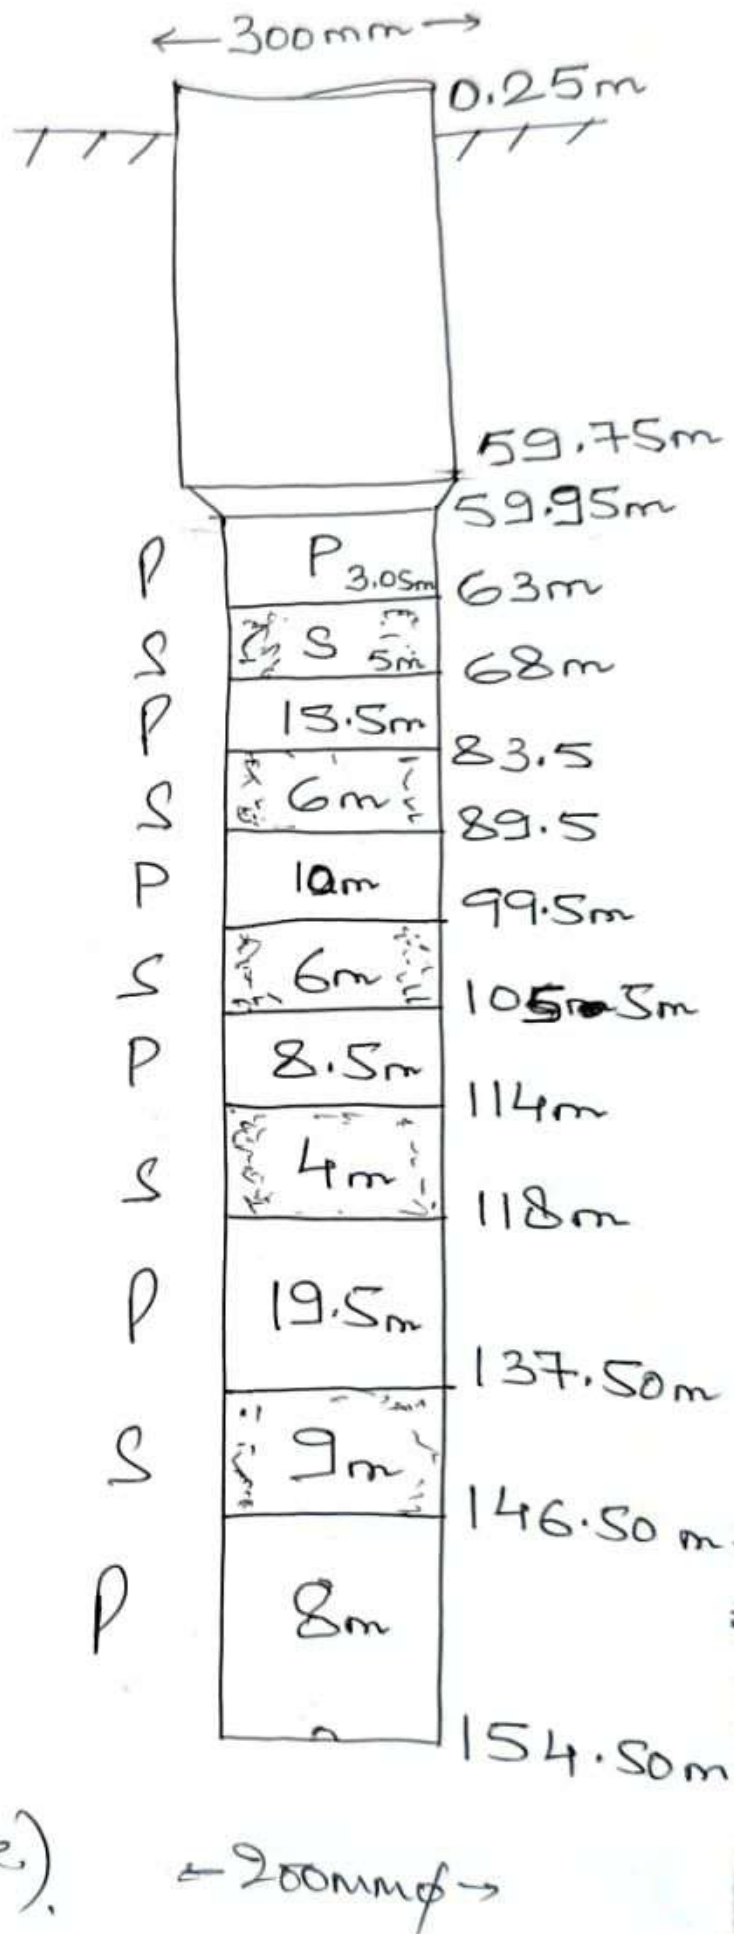 ←300mm→
0.25m
59.75m
59.95m
P P 3.05m 63m
S S 5m 68m
P 15.5m 83.5
S 6m 89.5
P 10m 99.5m
S 6m 105.5m
P 8.5m 114m
S 4m 118m
P 19.5m 137.50m
S 9m 146.50 m
P 8m
154.50m
←200mmφ→